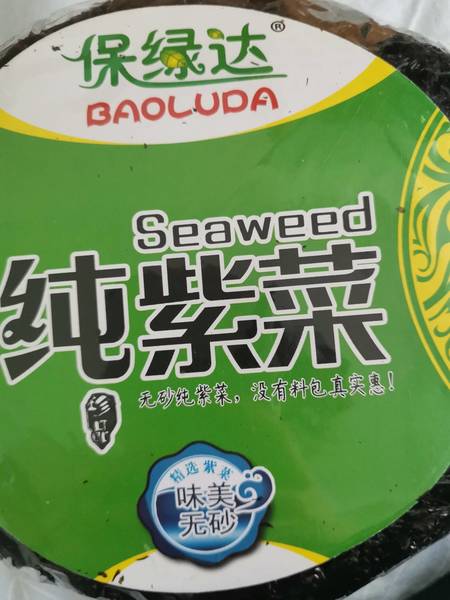 保绿达®
BAOLUDA
Seaweed
纯紫菜
无砂纯紫菜，没有料包真实惠！
精选紫菜
味美
无砂